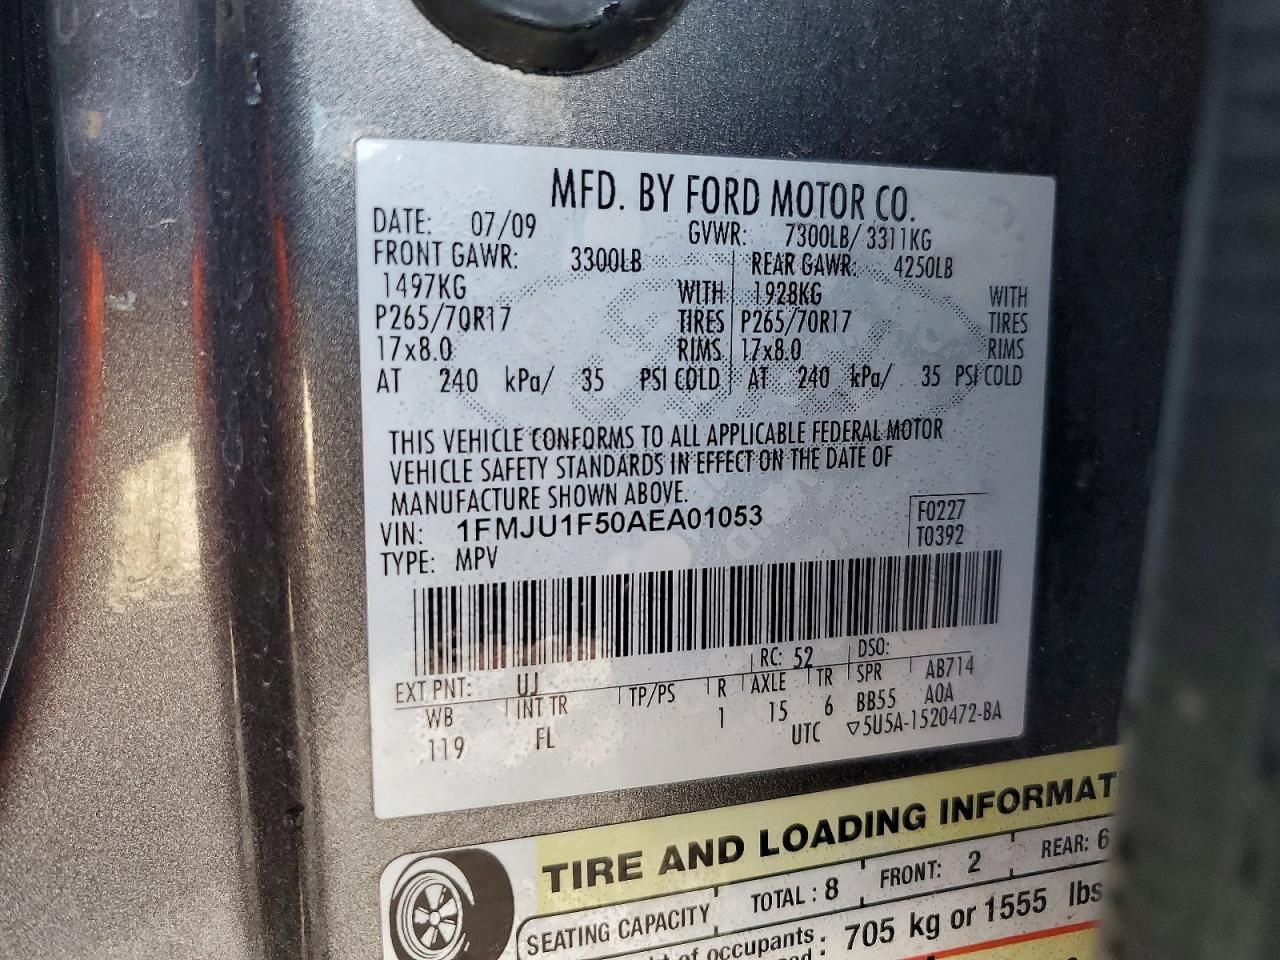 MFD. BY FORD MOTOR CO.
DATE: 07/09 GVWR: 7300LB/ 3311KG
FRONT GAWR: 3300LB REAR GAWR: 4250LB
1497KG WITH 1928KG WITH
P265/70R17 TIRES P265/70R17 TIRES
17x8.0 RIMS 17x8.0 RIMS
AT 240 kPa/ 35 PSI COLD AT 240 kPa/ 35 PSI COLD
THIS VEHICLE CONFORMS TO ALL APPLICABLE FEDERAL MOTOR
VEHICLE SAFETY STANDARDS IN EFFECT ON THE DATE OF
MANUFACTURE SHOWN ABOVE.
VIN: 1FMJU1F50AEA01053 F0227
TYPE: MPV T0392
EXT PNT: UJ RC: 52 DSO:
WB INT TR TP/PS R AXLE TR SPR AB714
119 FL 1 15 6 BB55 A0A
UTC ▽5U5A-1520472-BA
TIRE AND LOADING INFORMAT
SEATING CAPACITY TOTAL : 8 FRONT: 2 REAR: 6
of occupants : 705 kg or 1555 lbs